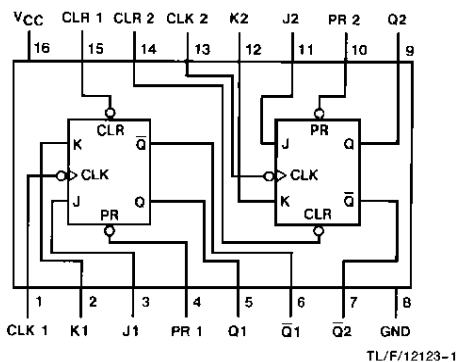 VCC CLR 1 CLR 2 CLK 2 K2 J2 PR 2 Q2
16 15 14 13 12 11 10 9
CLR PR
K Q̅ J Q
CLK CLK
J Q K Q̅
PR CLR
1 2 3 4 5 6 7 8
CLK 1 K1 J1 PR 1 Q1 Q̅1 Q̅2 GND
TL/F/12123-1